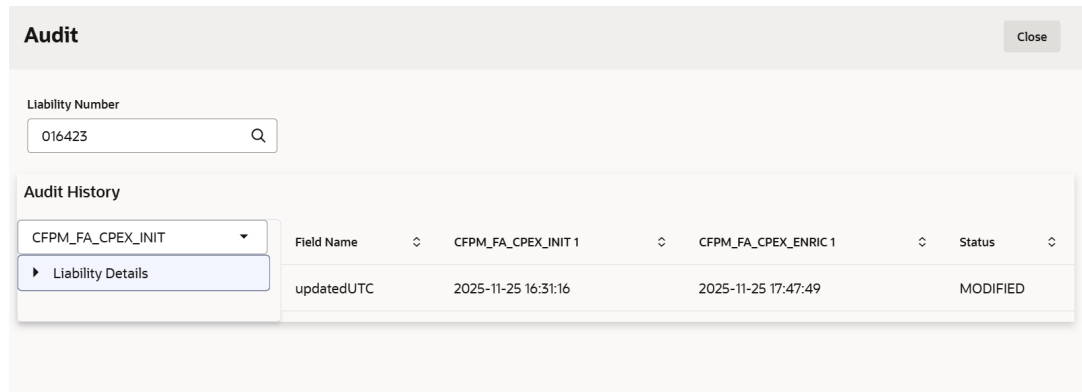 Audit
Close
Liability Number
016423
Audit History
CFPM_FA_CPEX_INIT
Liability Details
Field Name CFPM_FA_CPEX_INIT 1 CFPM_FA_CPEX_ENRIC 1 Status
updatedUTC 2025-11-25 16:31:16 2025-11-25 17:47:49 MODIFIED